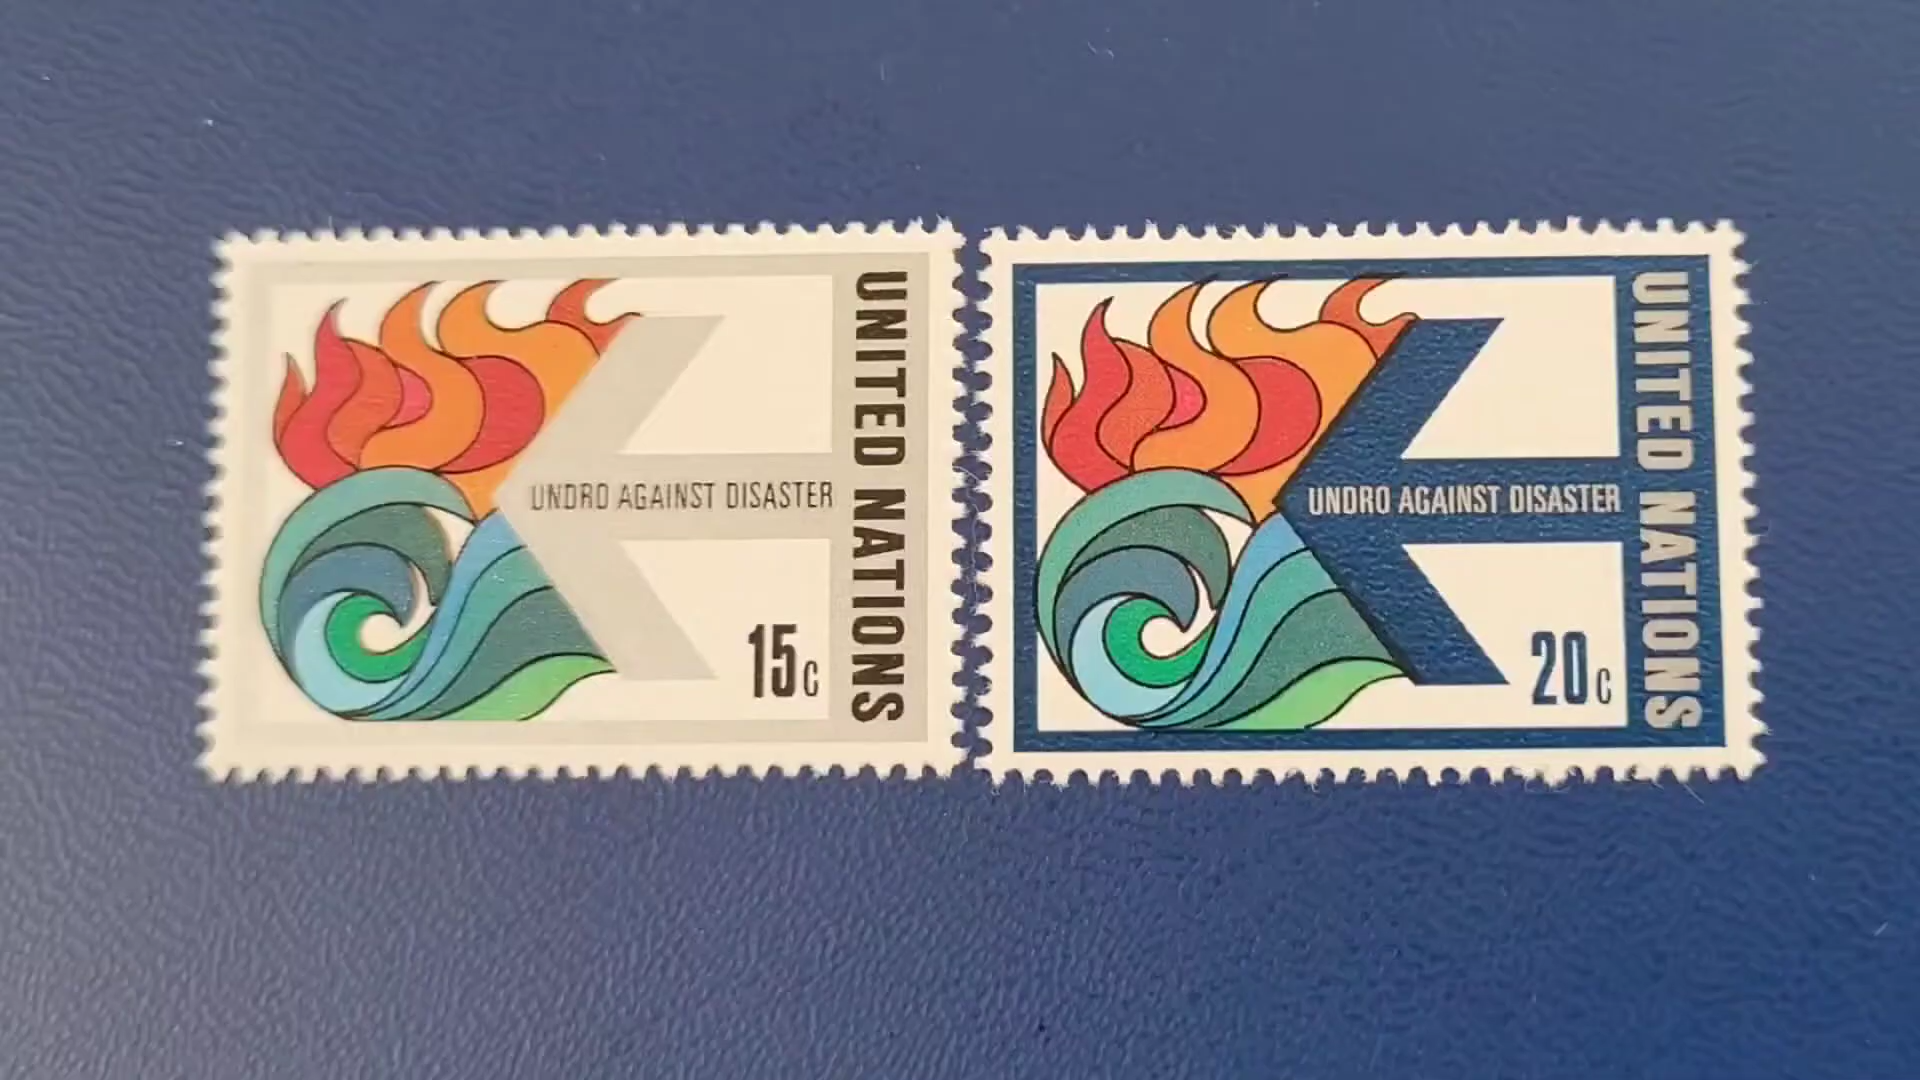 UNDRO AGAINST DISASTER
15c
UNITED NATIONS
UNDRO AGAINST DISASTER
20c
UNITED NATIONS